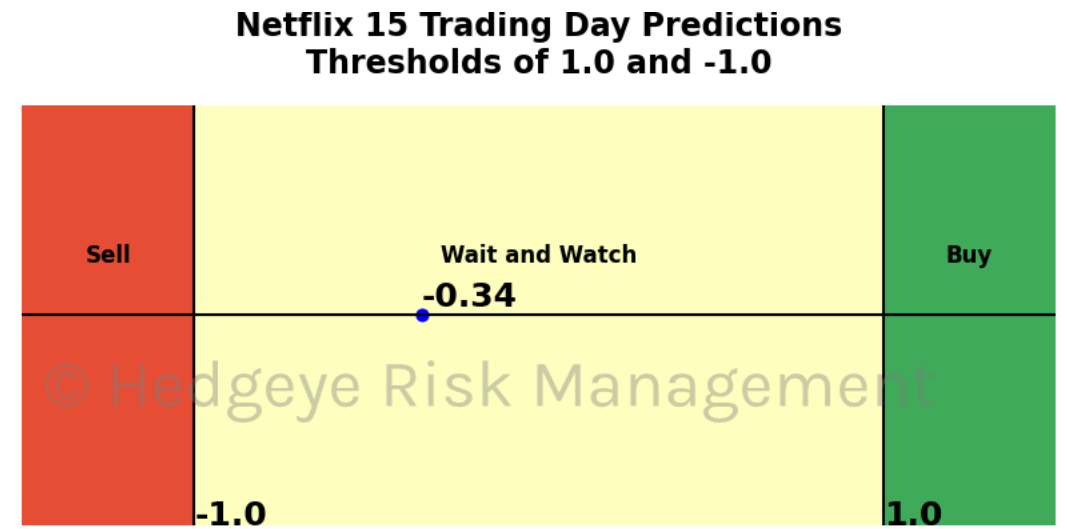 Netflix 15 Trading Day Predictions
Thresholds of 1.0 and -1.0
Sell
Wait and Watch
Buy
-0.34
© Hedgeye Risk Management
-1.0
1.0